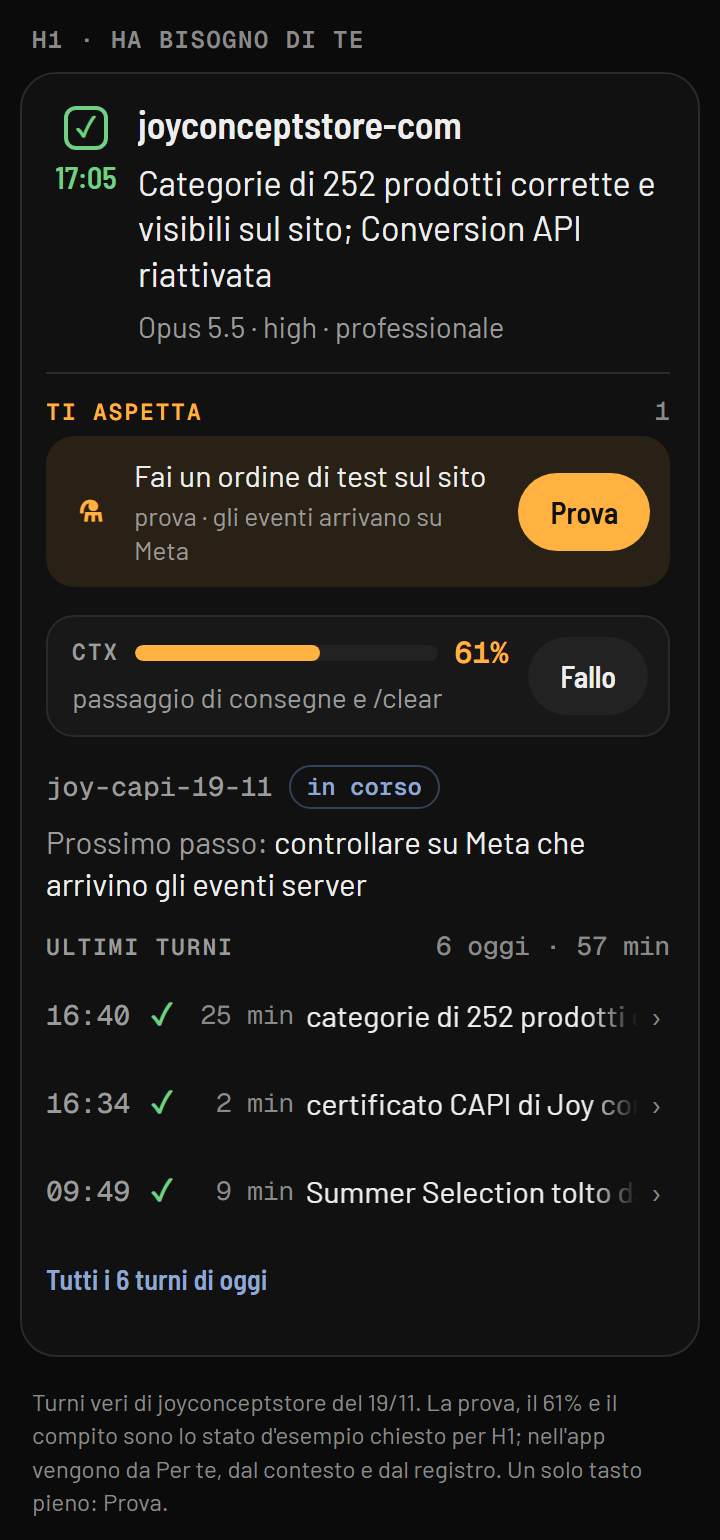 H1 · HA BISOGNO DI TE
joyconceptstore-com
17:05
Categorie di 252 prodotti corrette e
visibili sul sito; Conversion API
riattivata
Opus 5.5 · high · professionale
TI ASPETTA 1
Fai un ordine di test sul sito
prova · gli eventi arrivano su
Meta
Prova
CTX 61%
passaggio di consegne e /clear
Fallo
joy-capi-19-11 in corso
Prossimo passo: controllare su Meta che
arrivino gli eventi server
ULTIMI TURNI 6 oggi · 57 min
16:40 ✓ 25 min categorie di 252 prodotti ›
16:34 ✓ 2 min certificato CAPI di Joy ›
09:49 ✓ 9 min Summer Selection tolto ›
Tutti i 6 turni di oggi
Turni veri di joyconceptstore del 19/11. La prova, il 61% e il
compito sono lo stato d'esempio chiesto per H1; nell'app
vengono da Per te, dal contesto e dal registro. Un solo tasto
pieno: Prova.